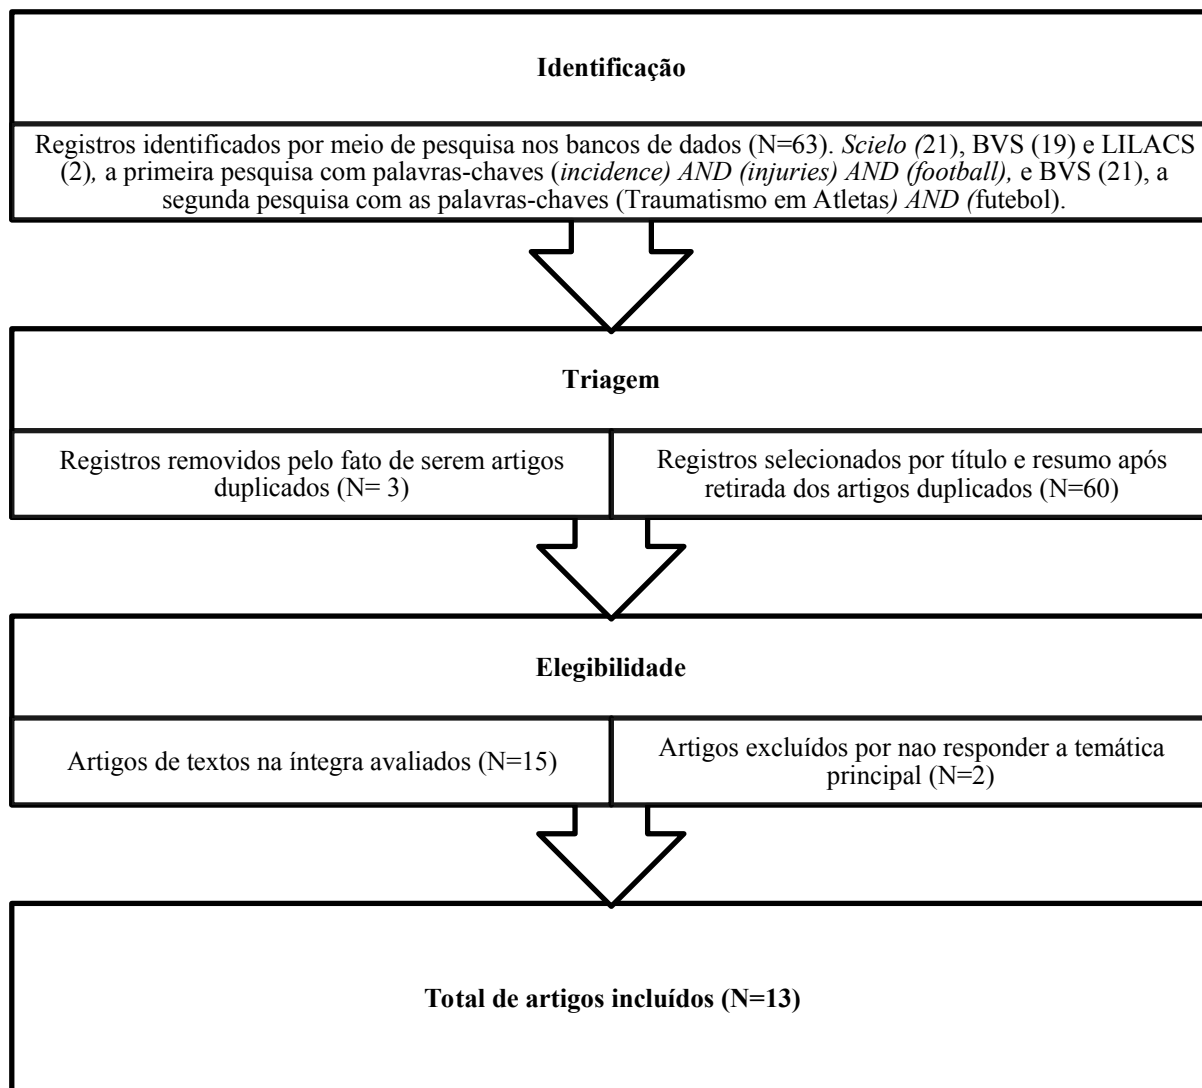 Identificação
Registros identificados por meio de pesquisa nos bancos de dados (N=63). Scielo (21), BVS (19) e LILACS
(2), a primeira pesquisa com palavras-chaves (incidence) AND (injuries) AND (football), e BVS (21), a
segunda pesquisa com as palavras-chaves (Traumatismo em Atletas) AND (futebol).
Triagem
Registros removidos pelo fato de serem artigos
duplicados (N= 3)
Registros selecionados por título e resumo após
retirada dos artigos duplicados (N=60)
Elegibilidade
Artigos de textos na íntegra avaliados (N=15)
Artigos excluídos por nao responder a temática
principal (N=2)
Total de artigos incluídos (N=13)